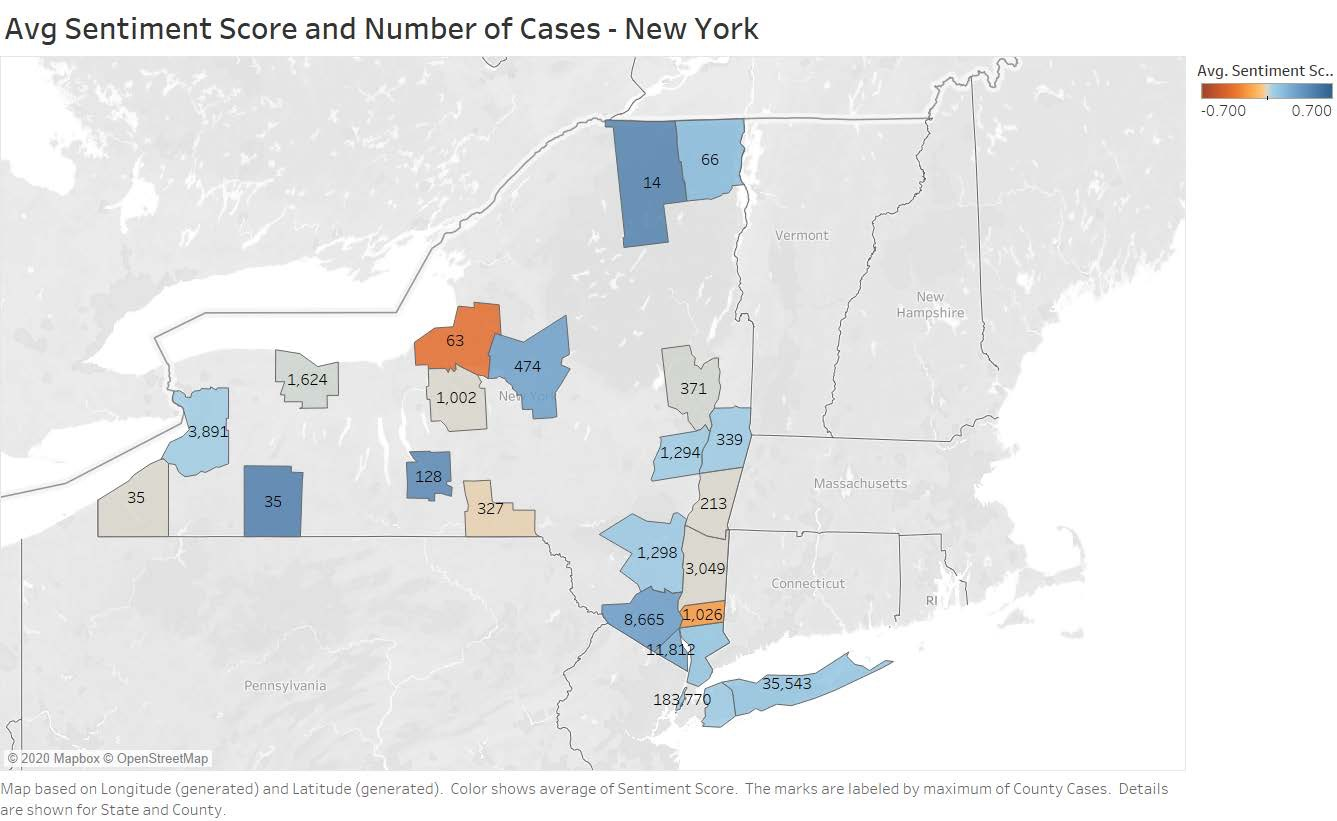 Avg Sentiment Score and Number of Cases - New York
Avg. Sentiment Sc..
-0.700 0.700
66
14
Vermont
New
Hampshire
63
474
1,624
371
1,002
New York
3,891
339
1,294
128
Massachusetts
35
35
213
327
1,298
3,049
Connecticut
RI
1,026
8,665
11,812
35,543
Pennsylvania
183,770
© 2020 Mapbox © OpenStreetMap
Map based on Longitude (generated) and Latitude (generated). Color shows average of Sentiment Score. The marks are labeled by maximum of County Cases. Details
are shown for State and County.